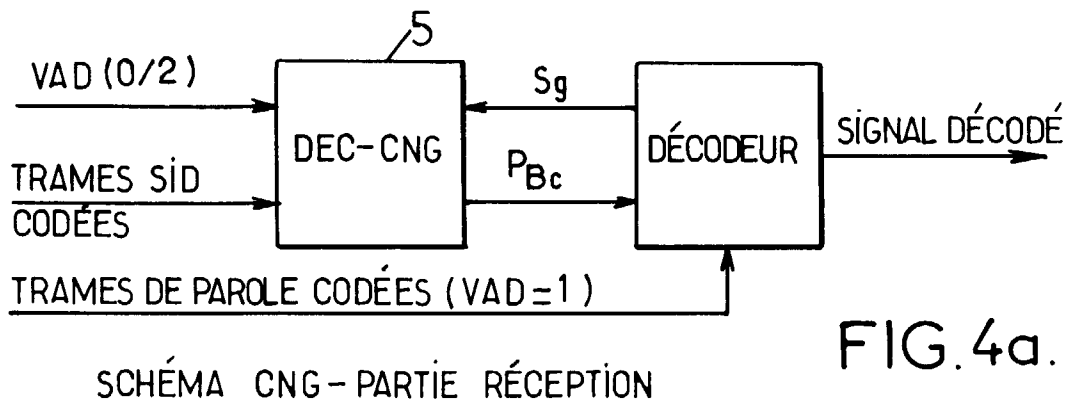 5
VAD (0/2)
Sg
DEC-CNG
DÉCODEUR
SIGNAL DÉCODÉ
TRAMES SID
CODÉES
PBc
TRAMES DE PAROLE CODÉES (VAD=1)
FIG.4a.
SCHÉMA CNG-PARTIE RÉCEPTION